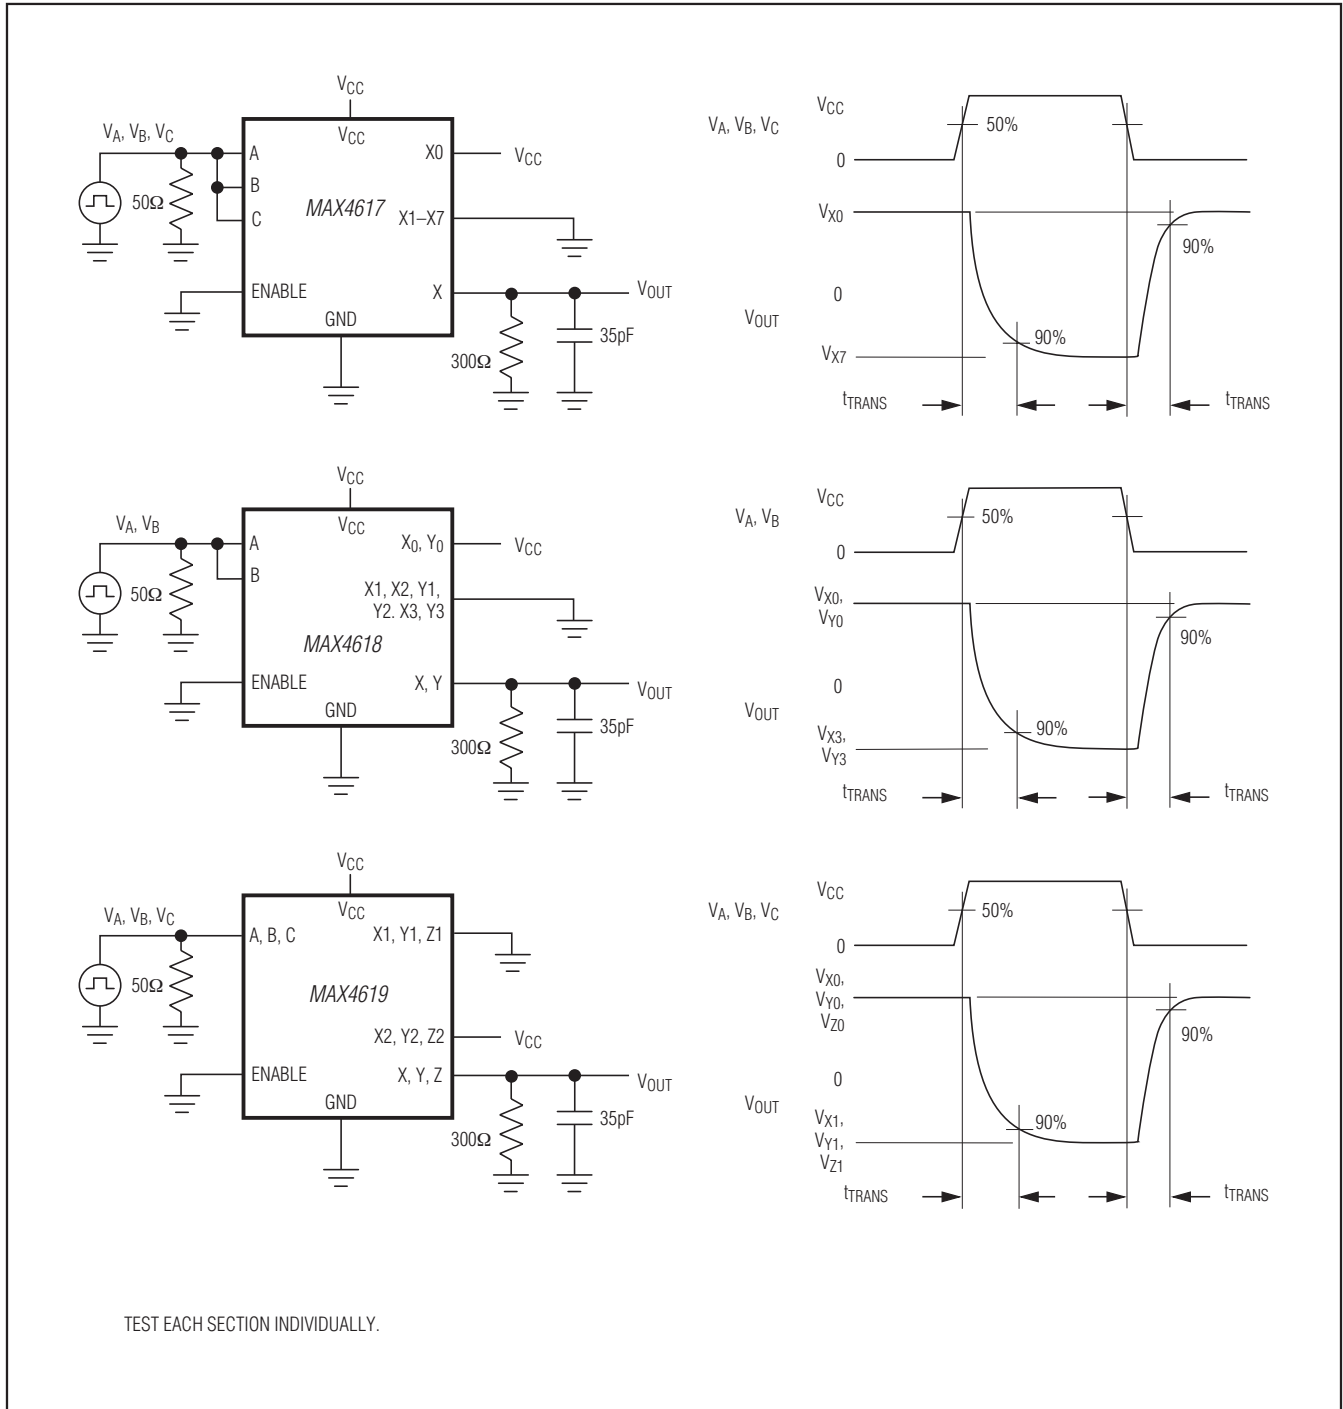 VCC
VA, VB, VC
VCC
A
X0
VCC
B
50Ω
MAX4617
C
X1–X7
ENABLE
X
VOUT
GND
300Ω
35pF
VA, VB, VC
VCC
50%
0
VX0
90%
0
VOUT
90%
VX7
tTRANS
tTRANS
VCC
VA, VB
VCC
A
X0, Y0
VCC
B
50Ω
X1, X2, Y1,
Y2. X3, Y3
MAX4618
ENABLE
X, Y
VOUT
GND
300Ω
35pF
VA, VB
VCC
50%
0
VX0,
VY0
90%
0
VOUT
90%
VX3,
VY3
tTRANS
tTRANS
VCC
VA, VB, VC
VCC
A, B, C
X1, Y1, Z1
50Ω
MAX4619
X2, Y2, Z2
VCC
ENABLE
X, Y, Z
VOUT
GND
300Ω
35pF
VA, VB, VC
VCC
50%
0
VX0,
VY0,
VZ0
90%
0
VOUT
90%
VX1,
VY1,
VZ1
tTRANS
tTRANS
TEST EACH SECTION INDIVIDUALLY.